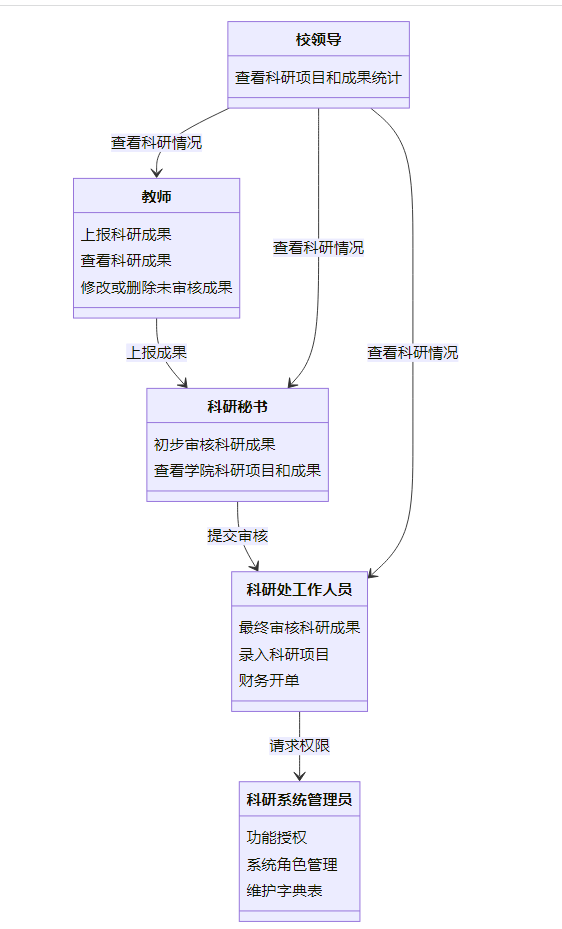 校领导
查看科研项目和成果统计
查看科研情况
教师
上报科研成果
查看科研成果
修改或删除未审核成果
查看科研情况
上报成果
查看科研情况
科研秘书
初步审核科研成果
查看学院科研项目和成果
提交审核
科研处工作人员
最终审核科研成果
录入科研项目
财务开单
请求权限
科研系统管理员
功能授权
系统角色管理
维护字典表